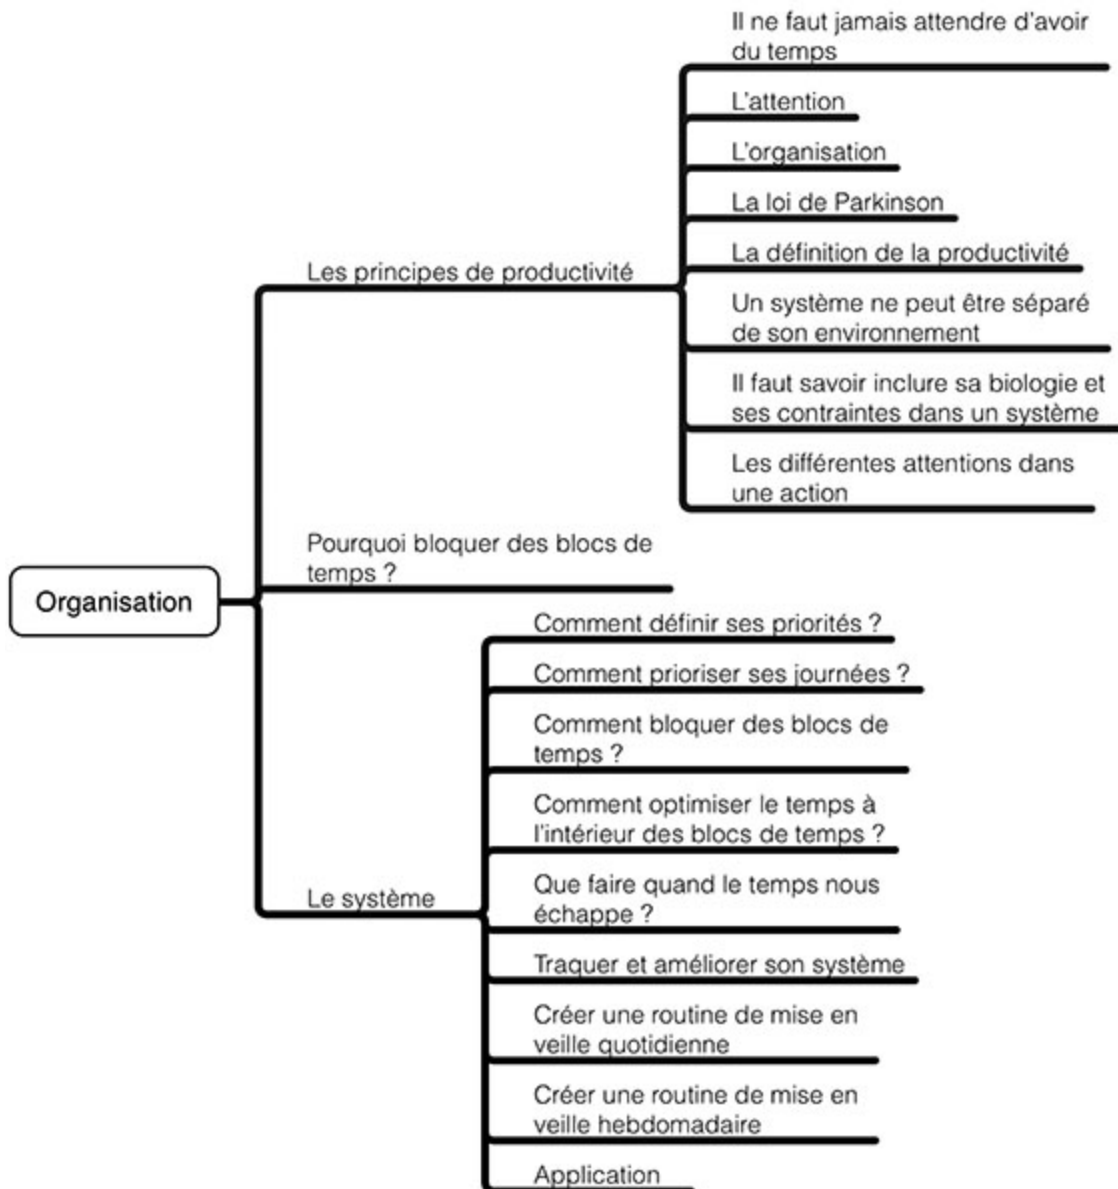 Il ne faut jamais attendre d'avoir
du temps
L'attention
L'organisation
La loi de Parkinson
La définition de la productivité
Les principes de productivité
Un système ne peut être séparé
de son environnement
Il faut savoir inclure sa biologie et
ses contraintes dans un système
Les différentes attentions dans
une action
Pourquoi bloquer des blocs de
temps ?
Organisation
Comment définir ses priorités ?
Comment prioriser ses journées ?
Comment bloquer des blocs de
temps ?
Comment optimiser le temps à
l'intérieur des blocs de temps ?
Que faire quand le temps nous
échappe ?
Le système
Traquer et améliorer son système
Créer une routine de mise en
veille quotidienne
Créer une routine de mise en
veille hebdomadaire
Application